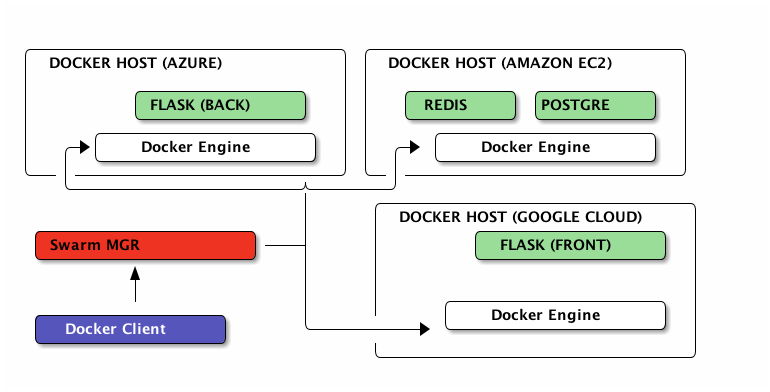 DOCKER HOST (AZURE)
FLASK (BACK)
Docker Engine
DOCKER HOST (AMAZON EC2)
REDIS
POSTGRE
Docker Engine
DOCKER HOST (GOOGLE CLOUD)
FLASK (FRONT)
Docker Engine
Swarm MGR
Docker Client